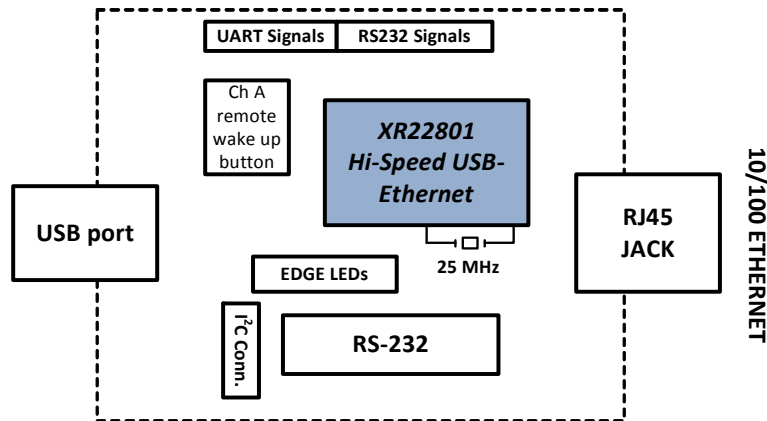 UART Signals
RS232 Signals
Ch A
remote
wake up
button
XR22801
Hi-Speed USB-
Ethernet
USB port
RJ45
JACK
10/100 ETHERNET
25 MHz
EDGE LEDs
I²C Conn.
RS-232